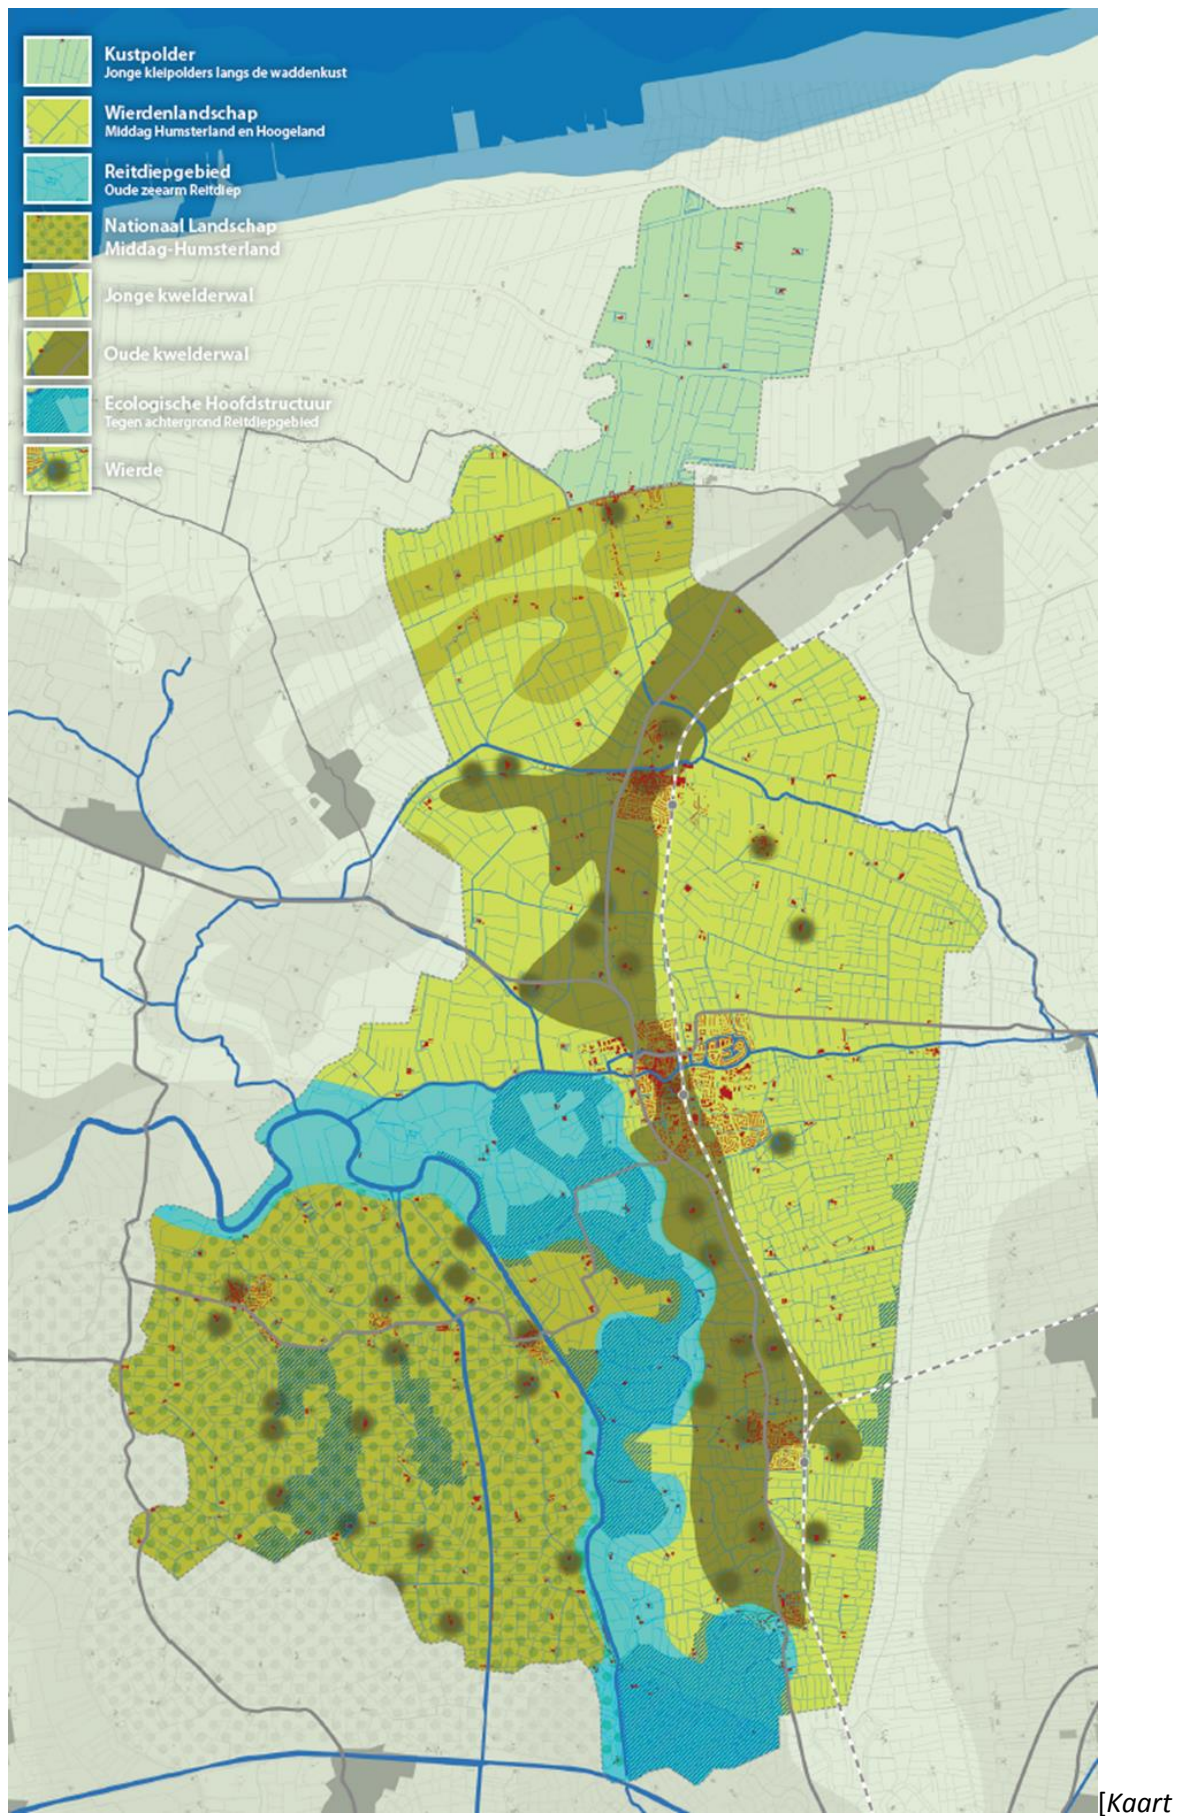 Kustpolder
Jonge kleipolders langs de waddenkust
Wierdenlandschap
Middag Humsterland en Hoogeland
Reitdiepgebied
Oude zeearm Reitdiep
Nationaal Landschap
Middag-Humsterland
Jonge kwelderwal
Oude kwelderwal
Ecologische Hoofdstructuur
Tegen achtergrond Reitdiepgebied
Wierde
[Kaart